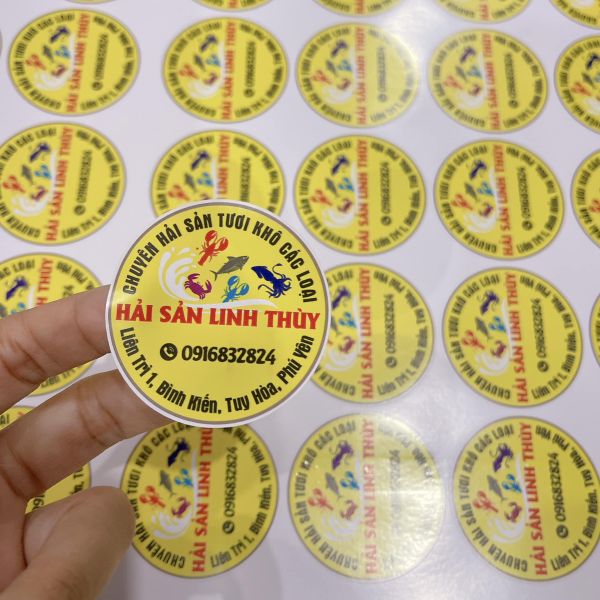 CHUYÊN HẢI SẢN TƯƠI KHÔ CÁC LOẠI
HẢI SẢN LINH THÙY
0916832824
Liên Trì 1, Bình Kiến, Tuy Hòa, Phú Yên